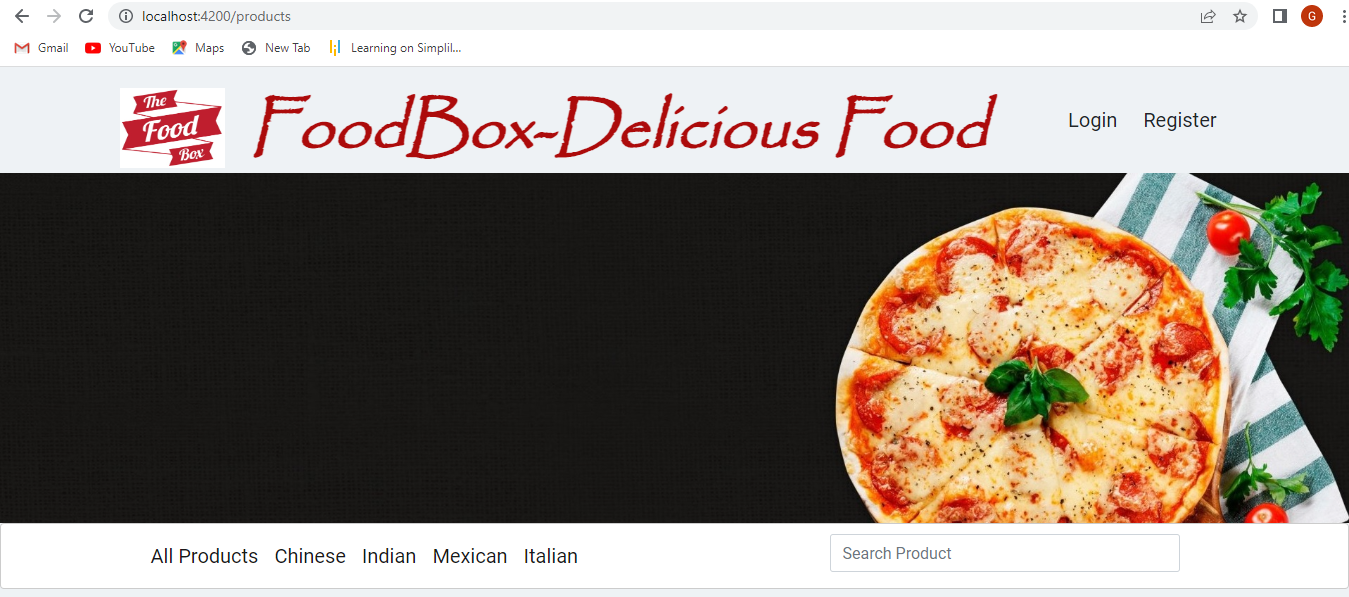 localhost:4200/products
G
Gmail YouTube Maps New Tab Learning on Simplil...
The
Food
Box
FoodBox-Delicious Food
Login Register
All Products Chinese Indian Mexican Italian
Search Product